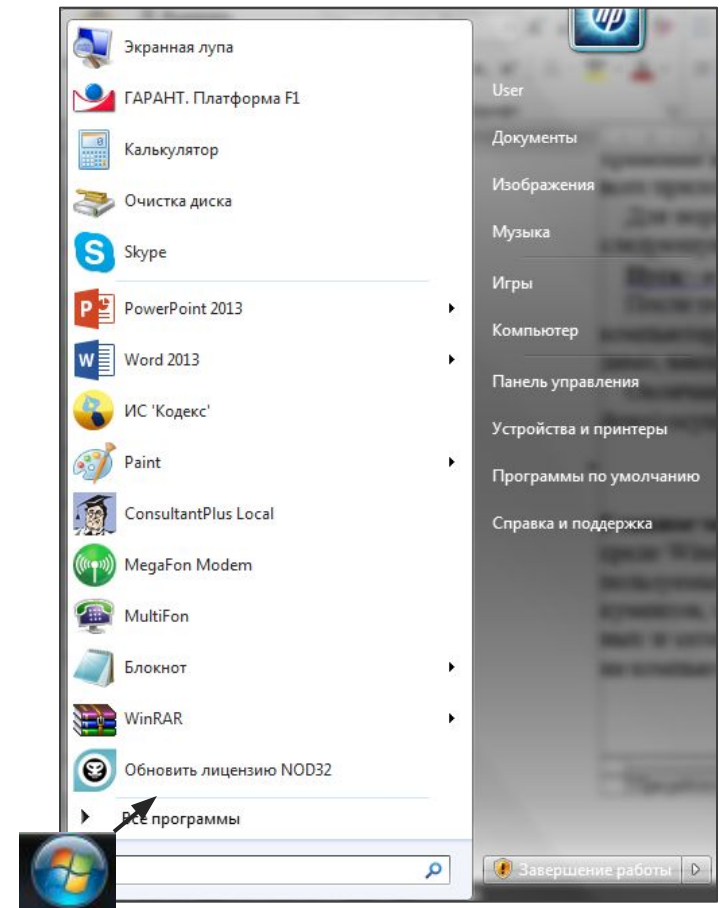 Экранная лупа
ГАРАНТ. Платформа F1
Калькулятор
Очистка диска
Skype
PowerPoint 2013
Word 2013
ИС 'Кодекс'
Paint
ConsultantPlus Local
MegaFon Modem
MultiFon
Блокнот
WinRAR
Обновить лицензию NOD32
Все программы
hp
User
Документы
Изображения
Музыка
Игры
Компьютер
Панель управления
Устройства и принтеры
Программы по умолчанию
Справка и поддержка
Завершение работы